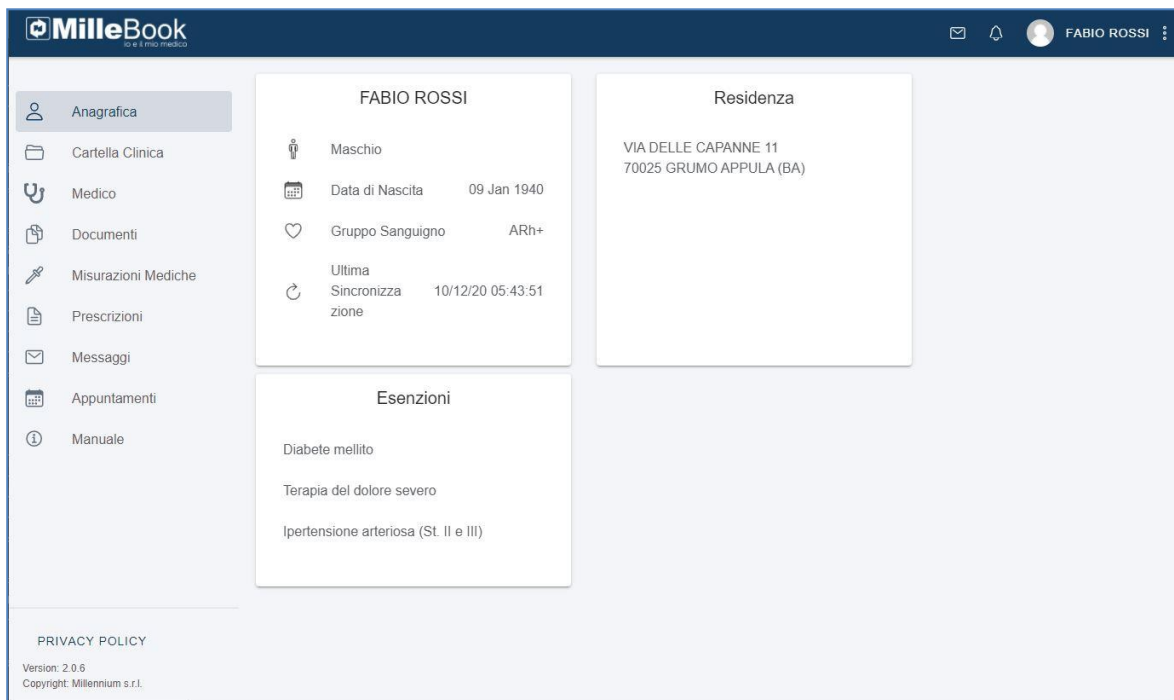 MilleBook
io e il mio medico
FABIO ROSSI
Anagrafica
Cartella Clinica
Medico
Documenti
Misurazioni Mediche
Prescrizioni
Messaggi
Appuntamenti
Manuale
PRIVACY POLICY
Version: 2.0.6
Copyright: Millennium s.r.l.
FABIO ROSSI
Maschio
Data di Nascita 09 Jan 1940
Gruppo Sanguigno ARh+
Ultima
Sincronizza 10/12/20 05:43:51
zione
Residenza
VIA DELLE CAPANNE 11
70025 GRUMO APPULA (BA)
Esenzioni
Diabete mellito
Terapia del dolore severo
Ipertensione arteriosa (St. II e III)